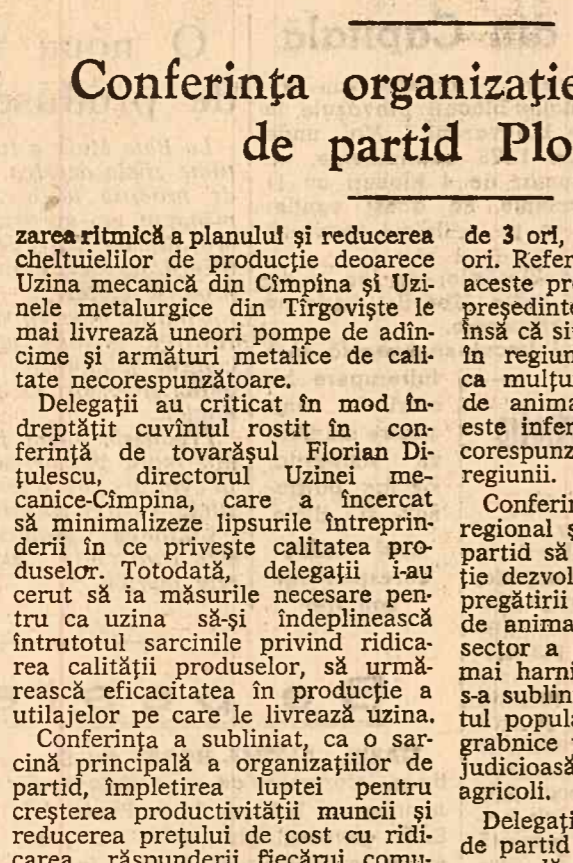 Conferința organizație
de partid Plo
zarea ritmică a planului și reducerea
cheltuielilor de producție deoarece
Uzina mecanică din Cîmpina și Uzi-
nele metalurgice din Tîrgoviște le
mai livrează uneori pompe de adîn-
cime și armături metalice de cali-
tate necorespunzătoare.
Delegații au criticat în mod în-
dreptățit cuvîntul rostit în con-
ferință de tovarășul Florian Di-
țulescu, directorul Uzinei me-
canice-Cîmpina, care a încercat
să minimalizeze lipsurile întreprin-
derii în ce privește calitatea pro-
duselor. Totodată, delegații i-au
cerut să ia măsurile necesare pen-
tru ca uzina să-și îndeplinească
întrutotul sarcinile privind ridica-
rea calității produselor, să urmă-
rească eficacitatea în producție a
utilajelor pe care le livrează uzina.
Conferința a subliniat, ca o sar-
cină principală a organizațiilor de
partid, împletirea luptei pentru
creșterea productivității muncii și
reducerea prețului de cost cu ridi-
carea răspunderii fiecărui comu-
de 3 ori,
ori. Refer
aceste pr
președinte
însă că si
în regiun
ca mulțu
de anima
este infer
corespunz
regiunii.
Conferin
regional ș
partid să
ție dezvol
pregătirii
de anima
sector a
mai harni
s-a sublin
tul popula
grabnice
judicioasă
agricoli.
Delegați
de partid